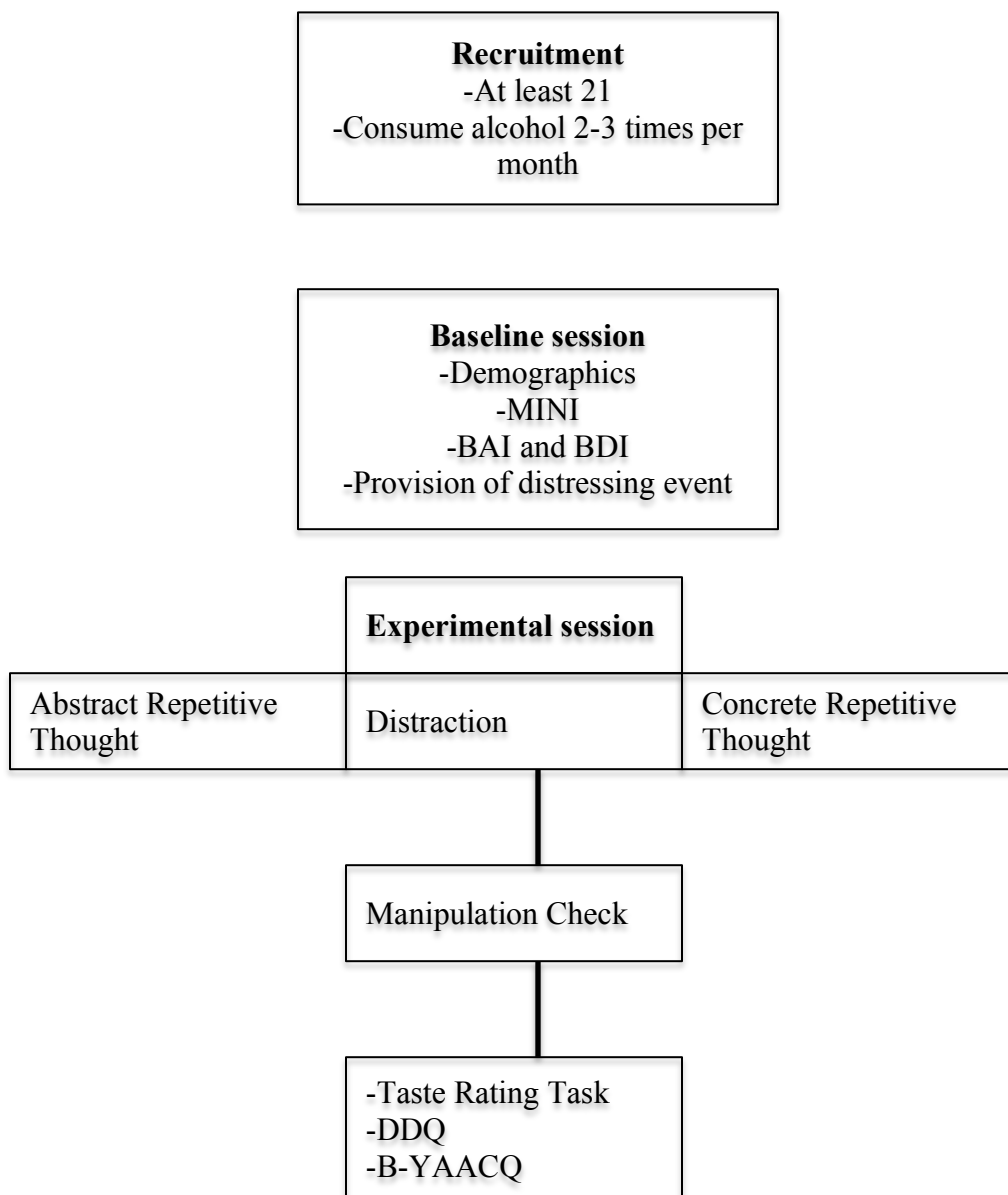 Recruitment
-At least 21
-Consume alcohol 2-3 times per
month
Baseline session
-Demographics
-MINI
-BAI and BDI
-Provision of distressing event
Experimental session
Abstract Repetitive
Thought
Distraction
Concrete Repetitive
Thought
Manipulation Check
-Taste Rating Task
-DDQ
-B-YAACQ